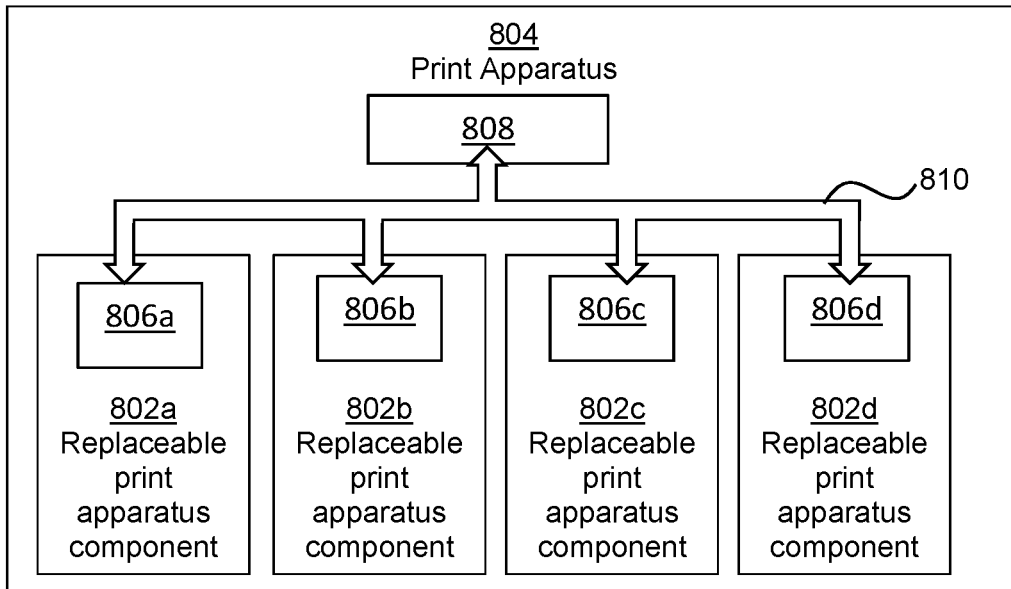 804
Print Apparatus
808
810
806a
806b
806c
806d
802a
Replaceable
print
apparatus
component
802b
Replaceable
print
apparatus
component
802c
Replaceable
print
apparatus
component
802d
Replaceable
print
apparatus
component